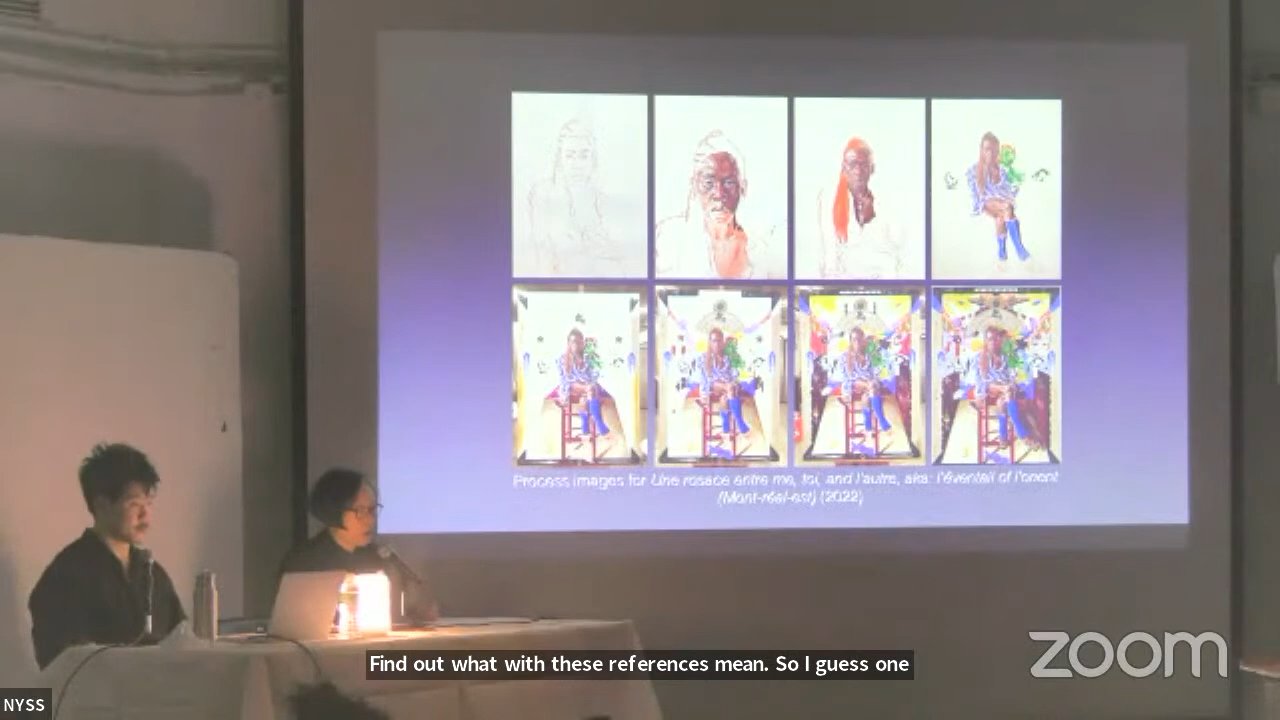 Process images for Une rosace entre me, toi, and l'autre, aka: l'éventail of l'orient
(Mont-réal-est) (2022)
Find out what with these references mean. So I guess one
zoom
NYSS